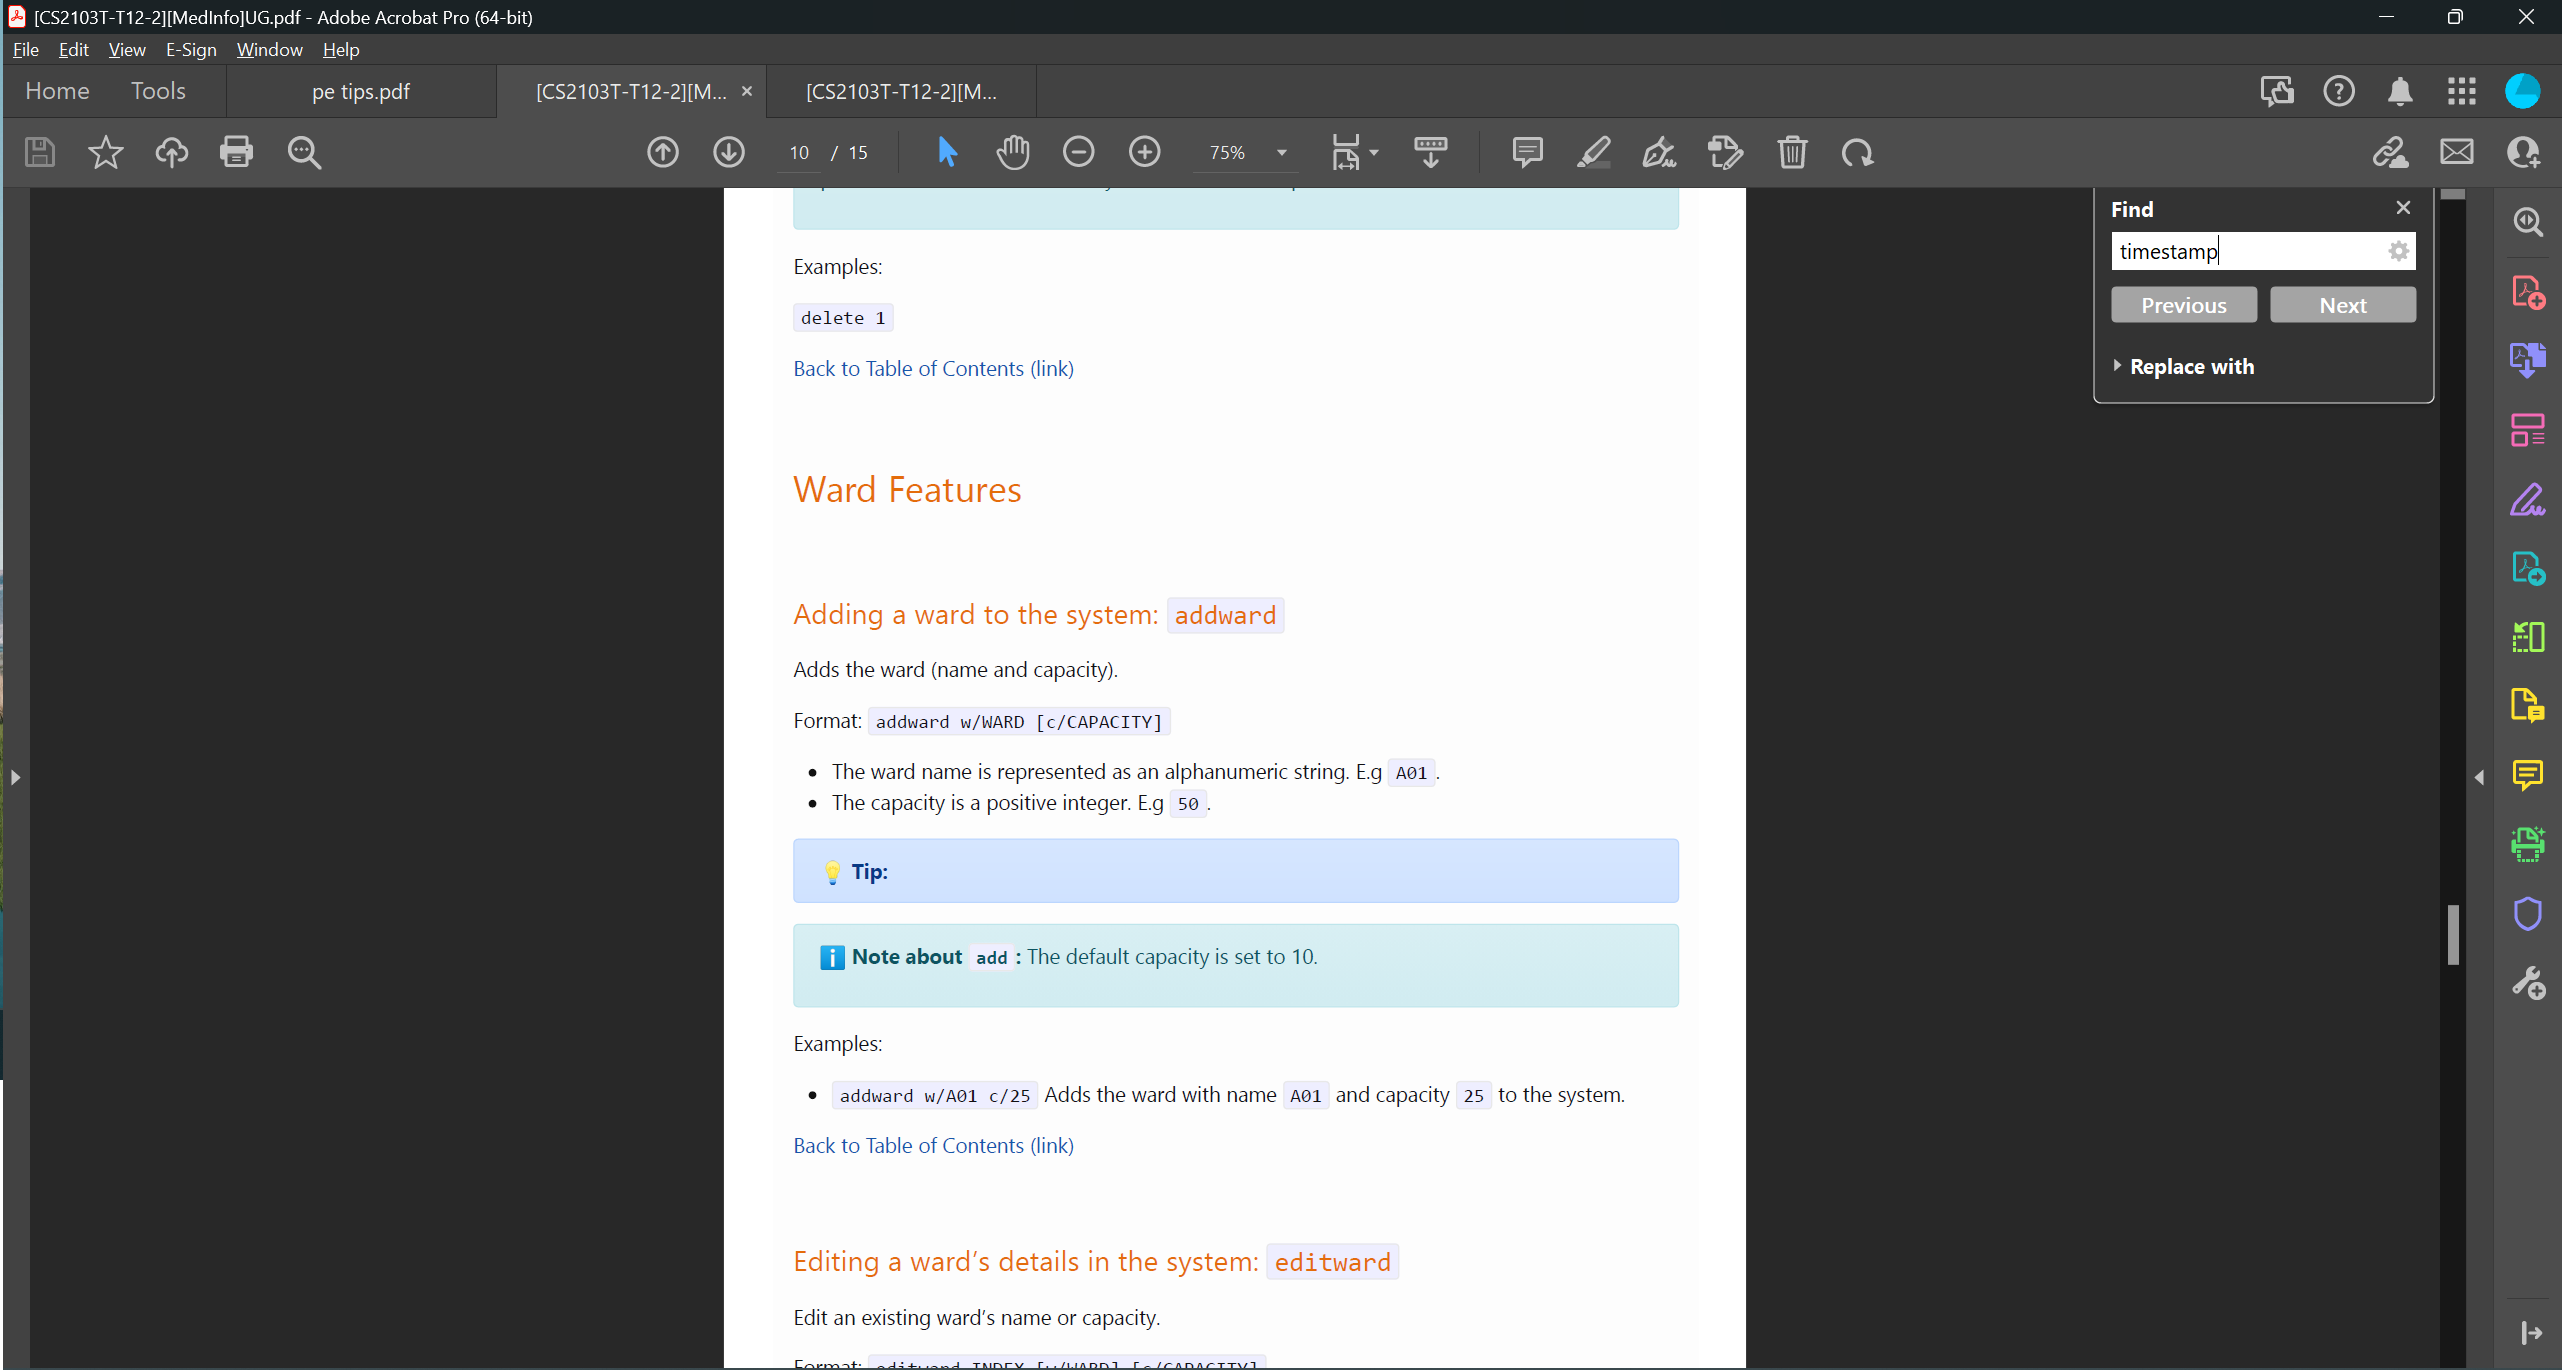 [CS2103T-T12-2][MedInfo]UG.pdf - Adobe Acrobat Pro (64-bit)
File Edit View E-Sign Window Help
Home Tools pe tips.pdf [CS2103T-T12-2][M... × [CS2103T-T12-2][M...
10 / 15 75%
Find
timestamp
Previous Next
Replace with
Examples:
delete 1
Back to Table of Contents (link)
Ward Features
Adding a ward to the system: addward
Adds the ward (name and capacity).
Format: addward w/WARD [c/CAPACITY]
• The ward name is represented as an alphanumeric string. E.g A01 .
• The capacity is a positive integer. E.g 50 .
Tip:
Note about add : The default capacity is set to 10.
Examples:
• addward w/A01 c/25 Adds the ward with name A01 and capacity 25 to the system.
Back to Table of Contents (link)
Editing a ward's details in the system: editward
Edit an existing ward's name or capacity.
Format: editward INDEX [w/WARD] [c/CAPACITY]